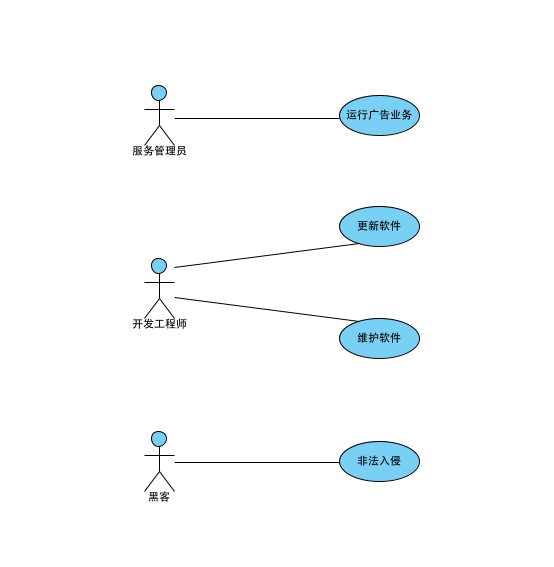 运行广告业务
服务管理员
更新软件
开发工程师
维护软件
非法入侵
黑客